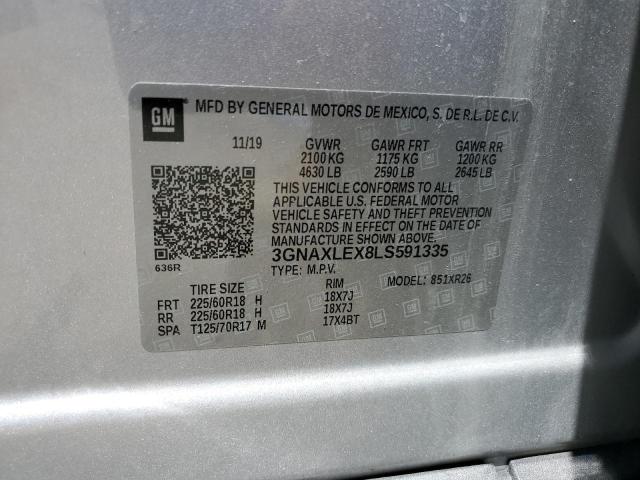 GM
MFD BY GENERAL MOTORS DE MEXICO, S. DE R.L. DE C.V.
11/19 GVWR GAWR FRT GAWR RR
2100 KG 1175 KG 1200 KG
4630 LB 2590 LB 2645 LB
THIS VEHICLE CONFORMS TO ALL
APPLICABLE U.S. FEDERAL MOTOR
VEHICLE SAFETY AND THEFT PREVENTION
STANDARDS IN EFFECT ON THE DATE OF
MANUFACTURE SHOWN ABOVE.
636R
3GNAXLEX8LS591335
TYPE: M.P.V. MODEL: 851XR26
TIRE SIZE RIM
FRT 225/60R18 H 18X7J
RR 225/60R18 H 18X7J
SPA T125/70R17 M 17X4BT